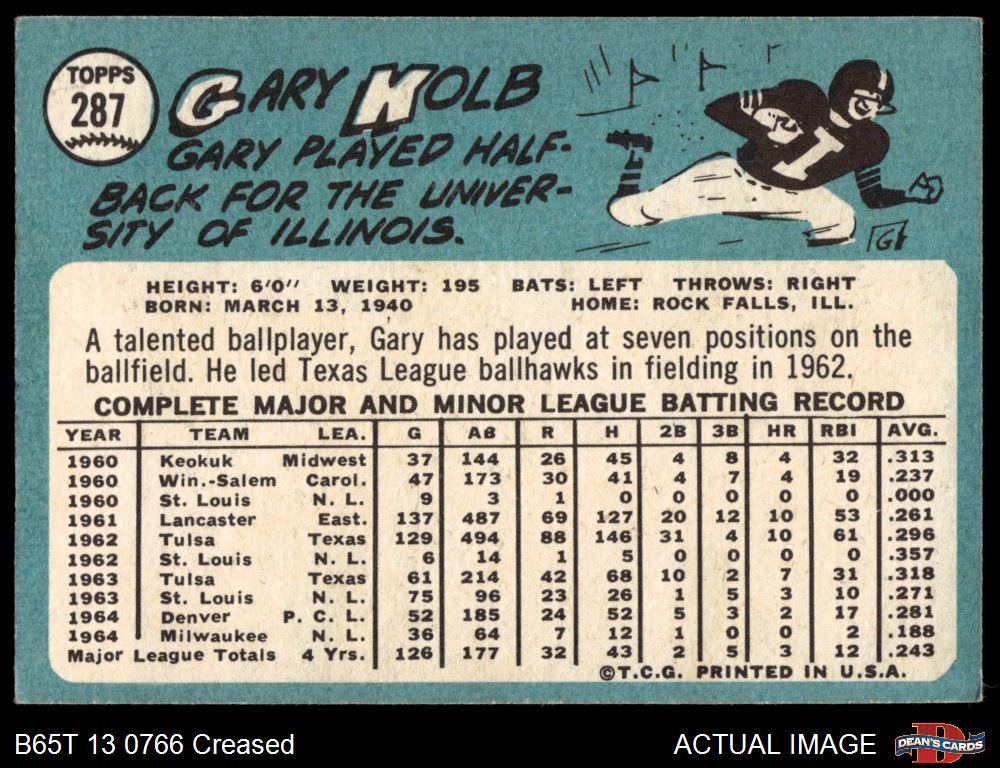 TOPPS
287
GARY KOLB
GARY PLAYED HALF-
BACK FOR THE UNIVER-
SITY OF ILLINOIS.
I
HEIGHT: 6'0" WEIGHT: 195 BATS: LEFT THROWS: RIGHT
BORN: MARCH 13, 1940 HOME: ROCK FALLS, ILL.
A talented ballplayer, Gary has played at seven positions on the
ballfield. He led Texas League ballhawks in fielding in 1962.
COMPLETE MAJOR AND MINOR LEAGUE BATTING RECORD
YEAR TEAM LEA. G AB R H 2B 3B HR RBI AVG.
1960 Keokuk Midwest 37 144 26 45 4 8 4 32 .313
1960 Win.-Salem Carol. 47 173 30 41 4 7 4 19 .237
1960 St. Louis N. L. 9 3 1 0 0 0 0 0 .000
1961 Lancaster East. 137 487 69 127 20 12 10 53 .261
1962 Tulsa Texas 129 494 88 146 31 4 10 61 .296
1962 St. Louis N. L. 6 14 1 5 0 0 0 0 .357
1963 Tulsa Texas 61 214 42 68 10 2 7 31 .318
1963 St. Louis N. L. 75 96 23 26 1 5 3 10 .271
1964 Denver P. C. L. 52 185 24 52 5 3 2 17 .281
1964 Milwaukee N. L. 36 64 7 12 1 0 0 2 .188
Major League Totals 4 Yrs. 126 177 32 43 2 5 3 12 .243
©T.C.G. PRINTED IN U.S.A.
B65T 13 0766 Creased ACTUAL IMAGE D DEAN'S CARDS